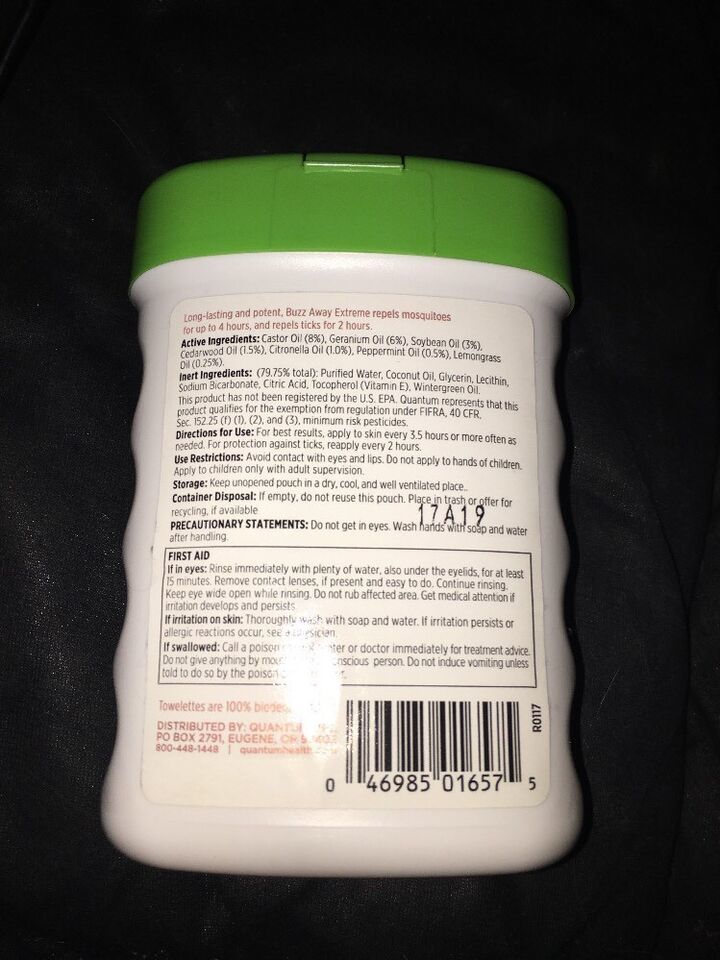 Long-lasting and potent, Buzz Away Extreme repels mosquitoes
for up to 4 hours, and repels ticks for 2 hours.
Active Ingredients: Castor Oil (8%), Geranium Oil (6%), Soybean Oil (3%),
Cedarwood Oil (1.5%), Citronella Oil (1.0%), Peppermint Oil (0.5%), Lemongrass
Oil (0.25%).
Inert Ingredients: (79.75% total): Purified Water, Coconut Oil, Glycerin, Lecithin,
Sodium Bicarbonate, Citric Acid, Tocopherol (Vitamin E), Wintergreen Oil.
This product has not been registered by the U.S. EPA. Quantum represents that this
product qualifies for the exemption from regulation under FIFRA, 40 CFR.
Sec. 152.25 (f) (1), (2), and (3), minimum risk pesticides.
Directions for Use: For best results, apply to skin every 3.5 hours or more often as
needed. For protection against ticks, reapply every 2 hours.
Use Restrictions: Avoid contact with eyes and lips. Do not apply to hands of children.
Apply to children only with adult supervision.
Storage: Keep unopened pouch in a dry, cool, and well ventilated place..
Container Disposal: If empty, do not reuse this pouch. Place in trash or offer for
recycling, if available
17A19
PRECAUTIONARY STATEMENTS: Do not get in eyes. Wash hands with soap and water
after handling.
FIRST AID
If in eyes: Rinse immediately with plenty of water, also under the eyelids, for at least
15 minutes. Remove contact lenses, if present and easy to do. Continue rinsing.
Keep eye wide open while rinsing. Do not rub affected area. Get medical attention if
irritation develops and persists.
If irritation on skin: Thoroughly wash with soap and water. If irritation persists or
allergic reactions occur, see a physician.
If swallowed: Call a poison or doctor immediately for treatment advice.
Do not give anything by person. Do not induce vomiting unless
told to do so by the poison
Towelettes are 100%
DISTRIBUTED BY:
PO BOX 2791, EUGENE, OR
800-448-1448 |
R0117
0 46985 01657 5